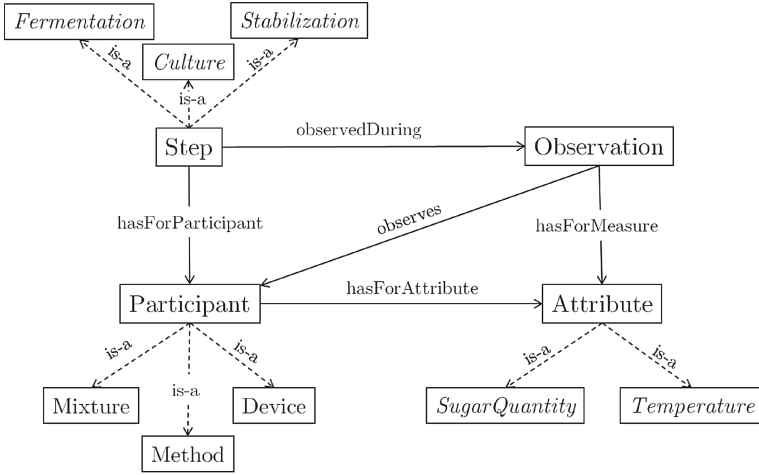 Fermentation
Stabilization
Culture
is-a
is-a
is-a
Step
observedDuring
Observation
hasForParticipant
observes
hasForMeasure
Participant
hasForAttribute
Attribute
is-a
is-a
is-a
is-a
is-a
Mixture
Device
SugarQuantity
Temperature
Method